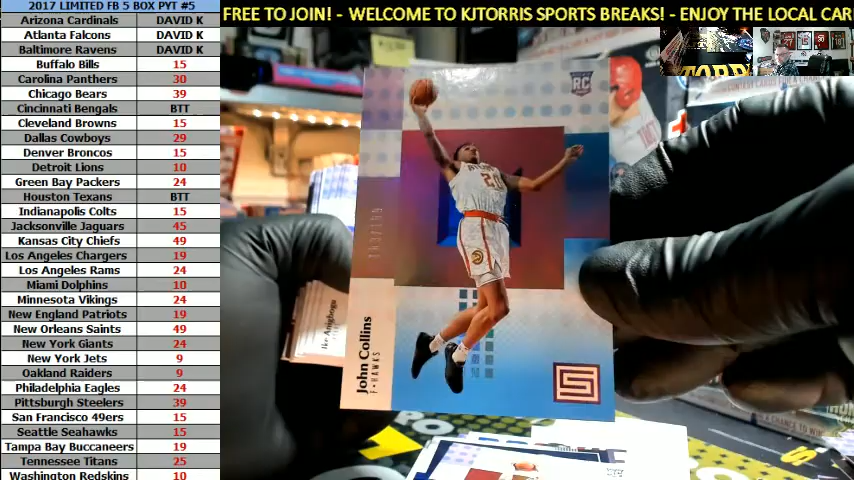 2017 LIMITED FB 5 BOX PYT #5
Arizona Cardinals DAVID K
Atlanta Falcons DAVID K
Baltimore Ravens DAVID K
Buffalo Bills 15
Carolina Panthers 30
Chicago Bears 39
Cincinnati Bengals BTT
Cleveland Browns 15
Dallas Cowboys 29
Denver Broncos 15
Detroit Lions 10
Green Bay Packers 24
Houston Texans BTT
Indianapolis Colts 15
Jacksonville Jaguars 45
Kansas City Chiefs 49
Los Angeles Chargers 19
Los Angeles Rams 24
Miami Dolphins 10
Minnesota Vikings 24
New England Patriots 19
New Orleans Saints 49
New York Giants 24
New York Jets 9
Oakland Raiders 9
Philadelphia Eagles 24
Pittsburgh Steelers 39
San Francisco 49ers 15
Seattle Seahawks 15
Tampa Bay Buccaneers 19
Tennessee Titans 25
Washington Redskins 10
FREE TO JOIN! - WELCOME TO KJTORRIS SPORTS BREAKS! - ENJOY THE LOCAL CAR
RC
20
John Collins
F • HAWKS
Ike Anigbogu